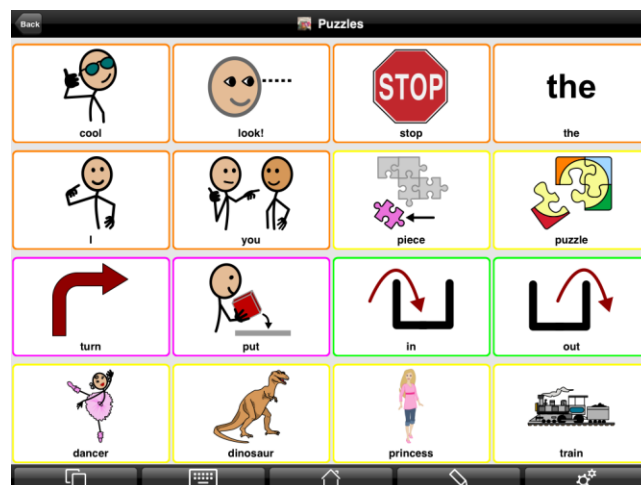 Back
Puzzles
cool
look!
STOP
stop
the
the
I
you
piece
puzzle
turn
put
in
out
dancer
dinosaur
princess
train